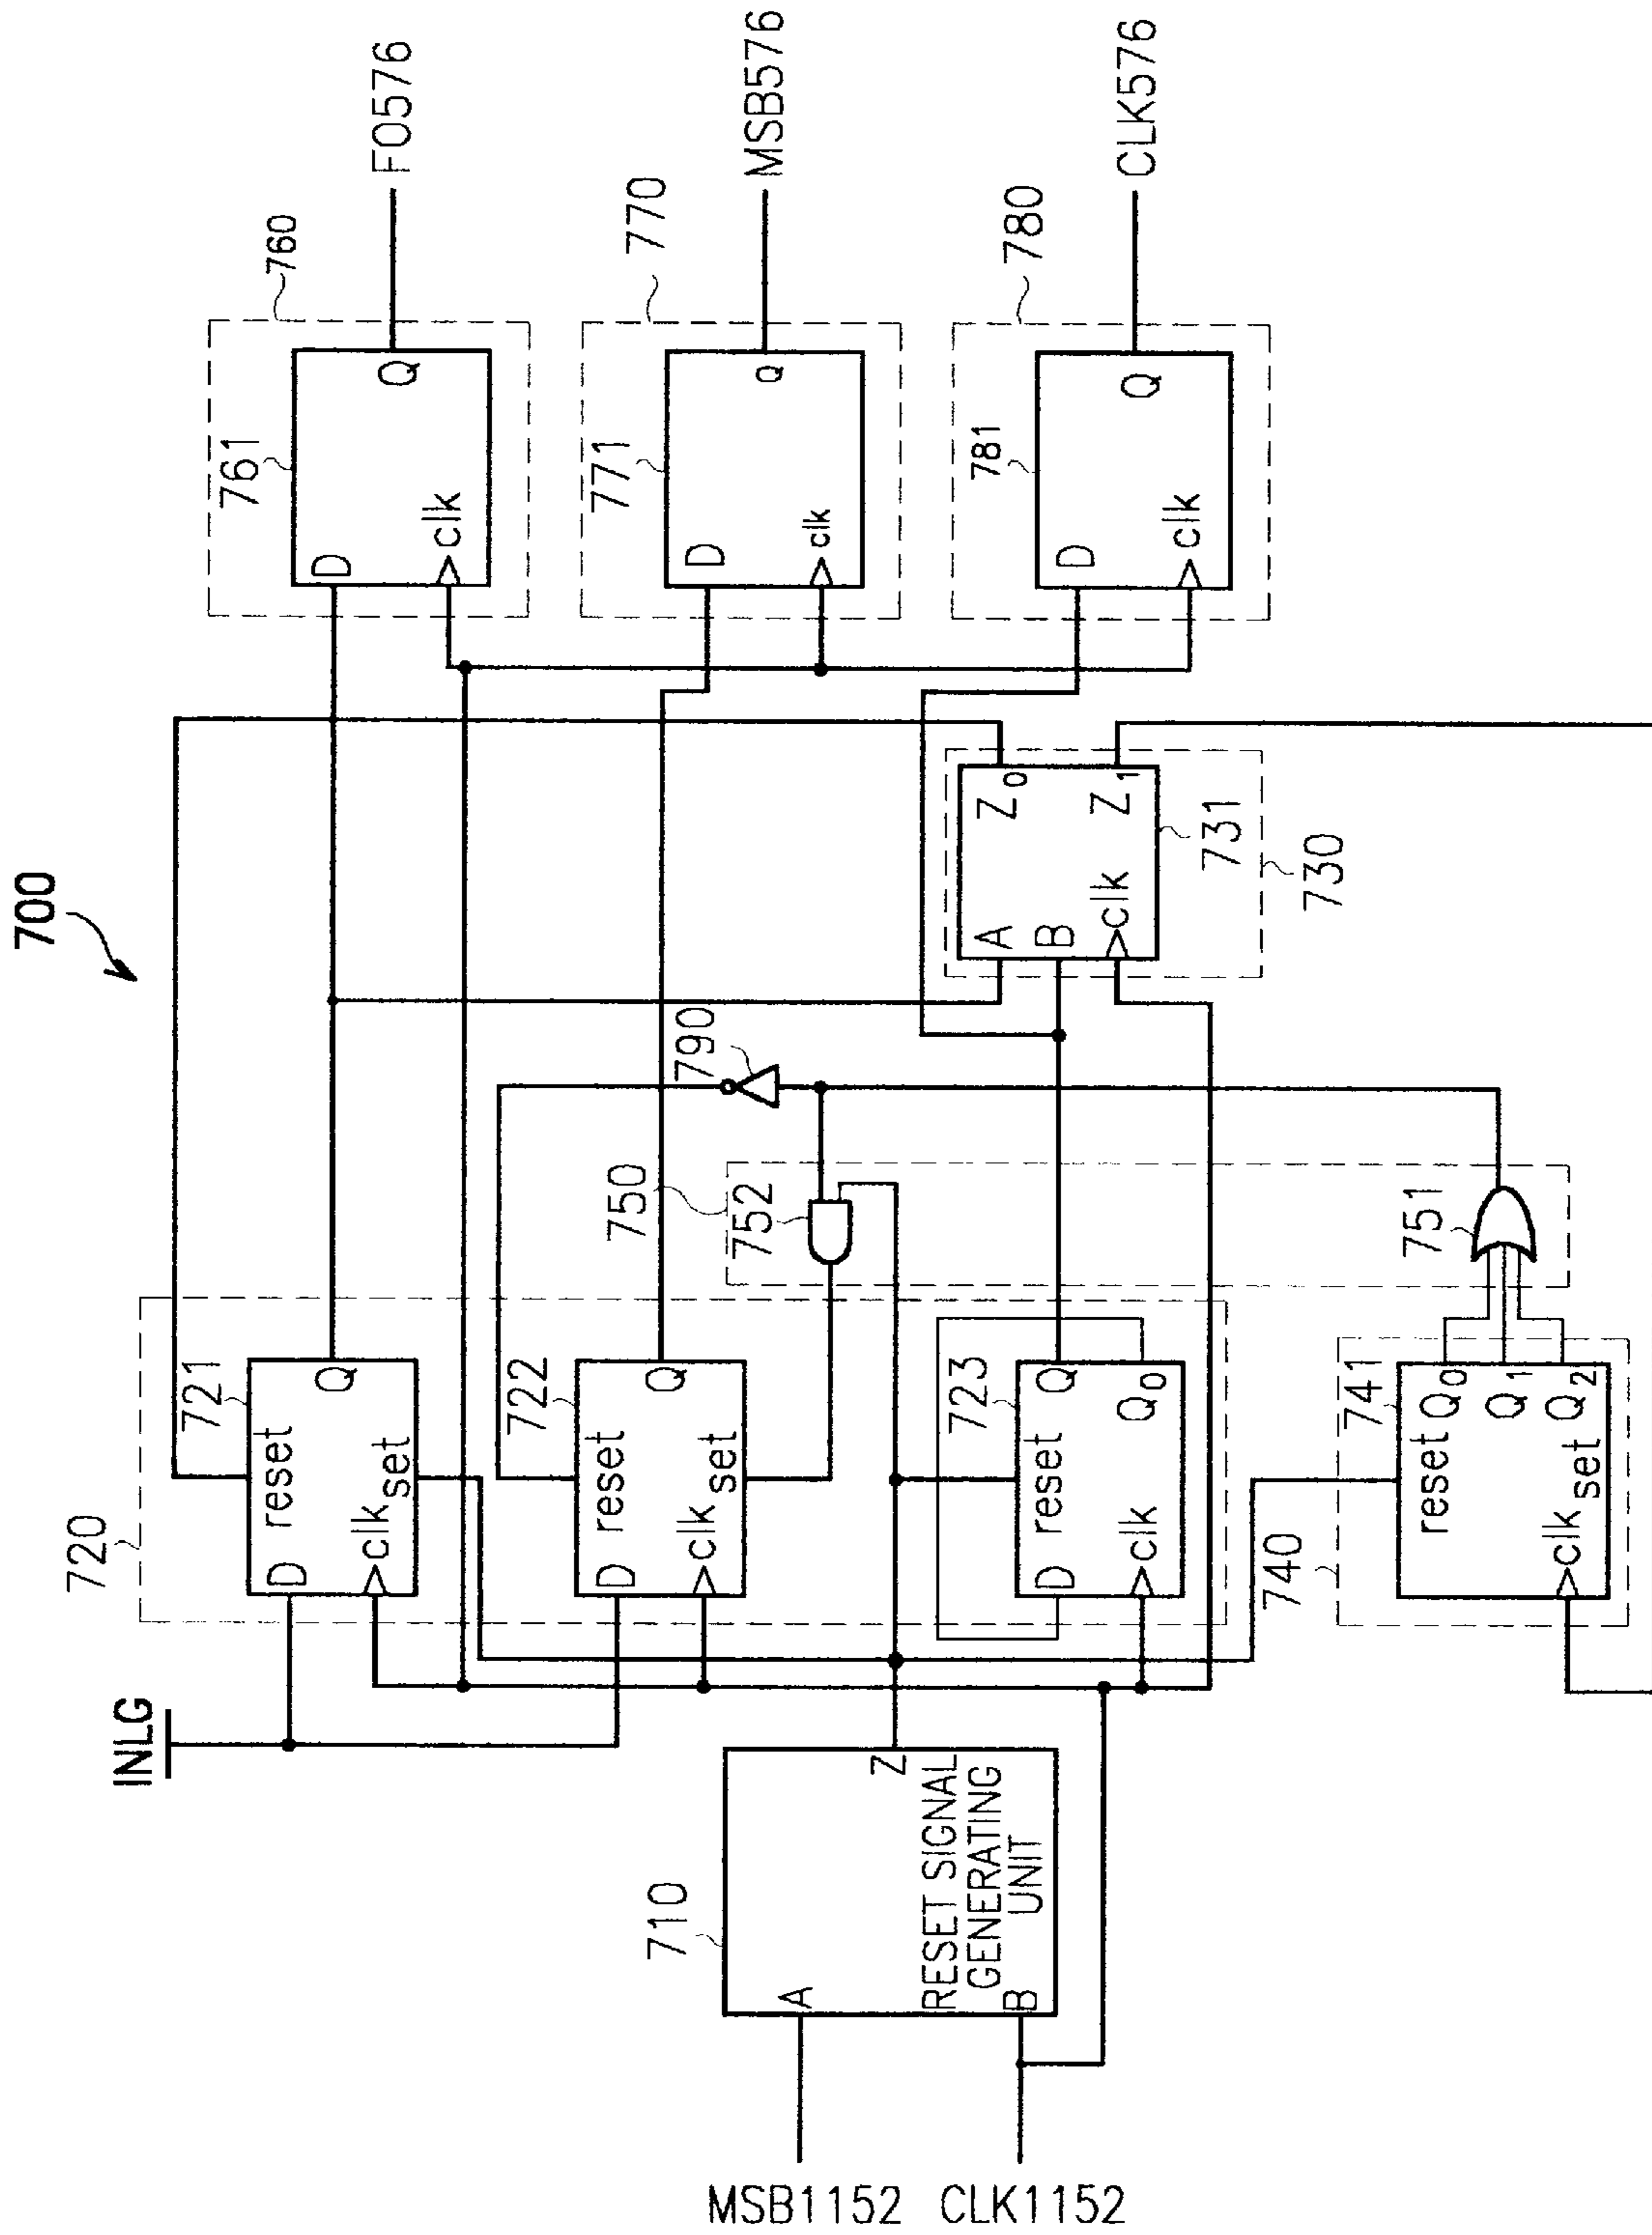 700
INLG
MSB1152
CLK1152
710
A
B
Z
RESET SIGNAL
GENERATING
UNIT
720
721
D
reset
Q
clk
set
722
D
reset
Q
clk
set
723
D
reset
Q
clk
Q0
740
741
reset
Q0
Q1
Q2
clk
set
750
751
752
790
730
731
A
B
clk
Z0
Z1
760
761
D
Q
clk
FO576
770
771
D
Q
clk
MSB576
780
781
D
Q
clk
CLK576